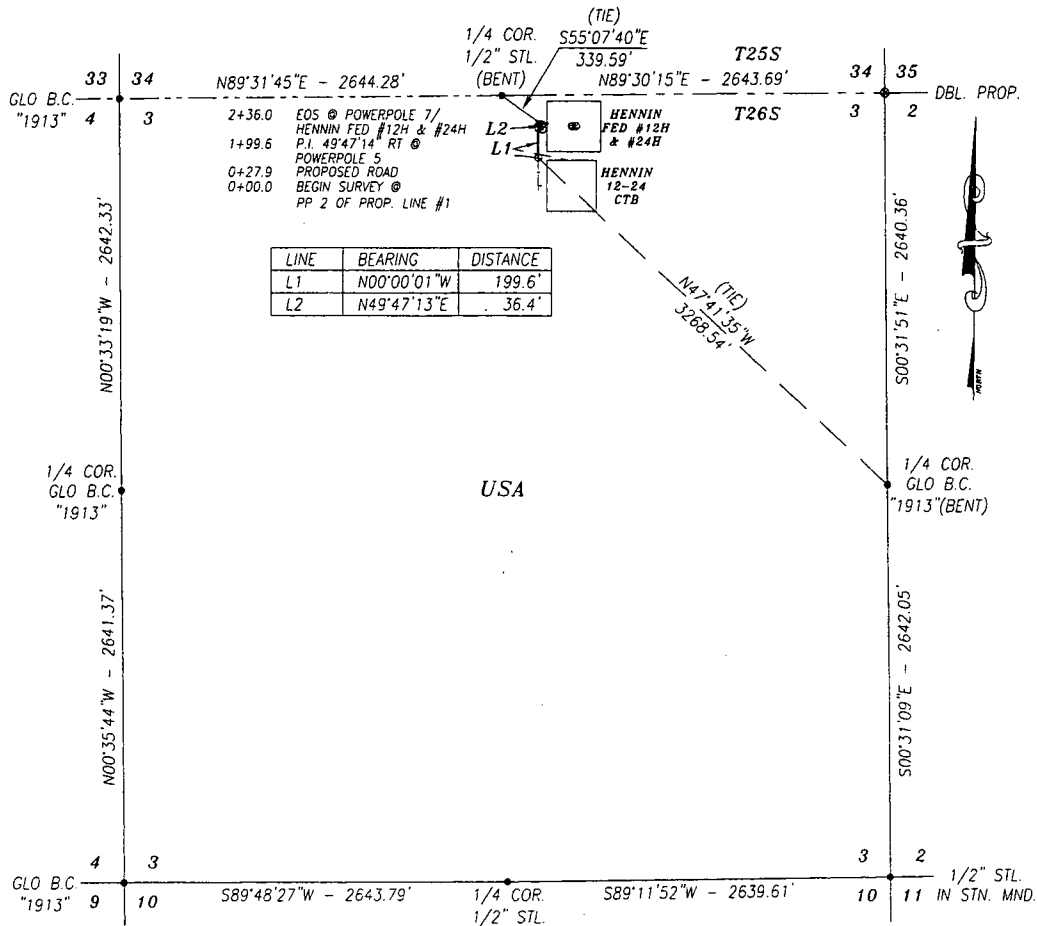 (TIE)
1/4 COR. S55°07'40"E
1/2" STL. 339.59'
(BENT)
T25S
33 34
N89°31'45"E - 2644.28'
N89°30'15"E - 2643.69'
34 35
GLO B.C.
"1913"
4 3
T26S
3 2
DBL. PROP.
2+36.0 EOS @ POWERPOLE 7/
HENNIN FED #12H & #24H
1+99.6 P.I. 49°47'14" RT @
POWERPOLE 5
0+27.9 PROPOSED ROAD
0+00.0 BEGIN SURVEY @
PP 2 OF PROP. LINE #1
L2
L1
HENNIN
FED #12H
& #24H
HENNIN
12-24
CTB
LINE BEARING DISTANCE
L1 N00°00'01"W 199.6'
L2 N49°47'13"E 36.4'
N00°33'19"W - 2642.33'
(TIE)
N47°41'35"W
3268.54'
S00°31'51"E - 2640.36'
NORTH
1/4 COR.
GLO B.C.
"1913"
USA
1/4 COR.
GLO B.C.
"1913"(BENT)
N00°35'44"W - 2641.37'
S00°31'09"E - 2642.05'
4 3
3 2
GLO B.C.
"1913"
9 10
S89°48'27"W - 2643.79'
1/4 COR.
1/2" STL.
S89°11'52"W - 2639.61'
10 11
1/2" STL.
IN STN. MND.